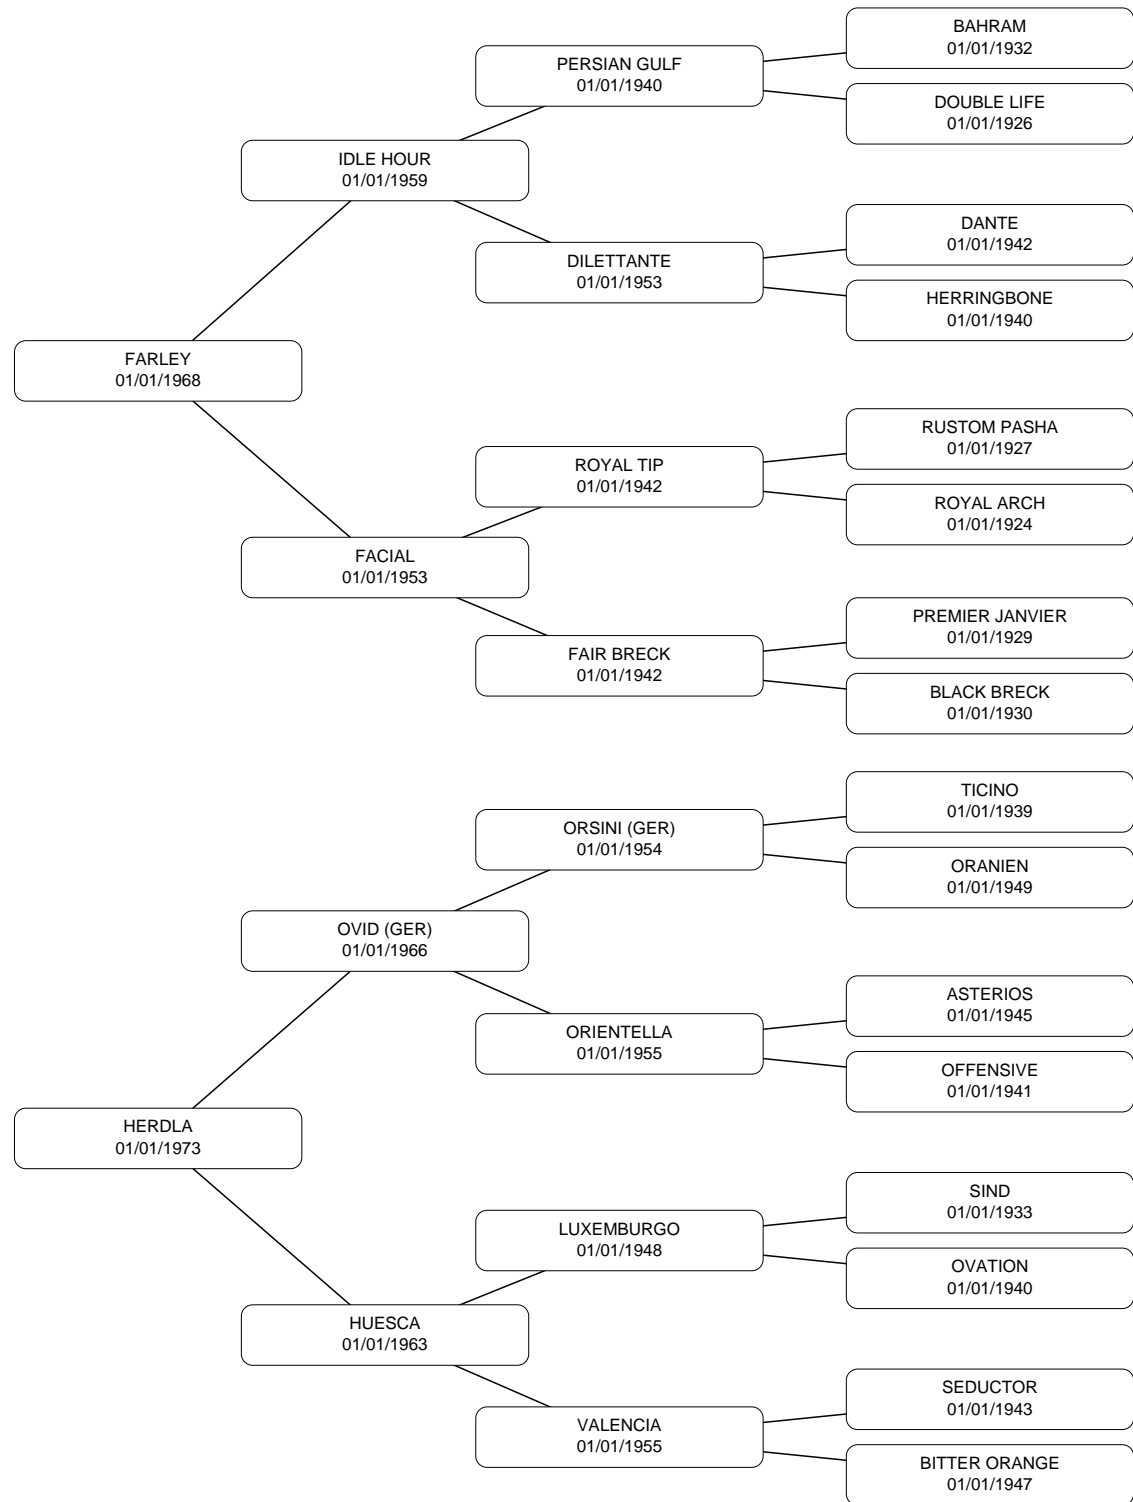 BAHRAM
01/01/1932
PERSIAN GULF
01/01/1940
DOUBLE LIFE
01/01/1926
IDLE HOUR
01/01/1959
DANTE
01/01/1942
DILETTANTE
01/01/1953
HERRINGBONE
01/01/1940
FARLEY
01/01/1968
RUSTOM PASHA
01/01/1927
ROYAL TIP
01/01/1942
ROYAL ARCH
01/01/1924
FACIAL
01/01/1953
PREMIER JANVIER
01/01/1929
FAIR BRECK
01/01/1942
BLACK BRECK
01/01/1930
TICINO
01/01/1939
ORSINI (GER)
01/01/1954
ORANIEN
01/01/1949
OVID (GER)
01/01/1966
ASTERIOS
01/01/1945
ORIENTELLA
01/01/1955
OFFENSIVE
01/01/1941
HERDLA
01/01/1973
SIND
01/01/1933
LUXEMBURGO
01/01/1948
OVATION
01/01/1940
HUESCA
01/01/1963
SEDUCTOR
01/01/1943
VALENCIA
01/01/1955
BITTER ORANGE
01/01/1947